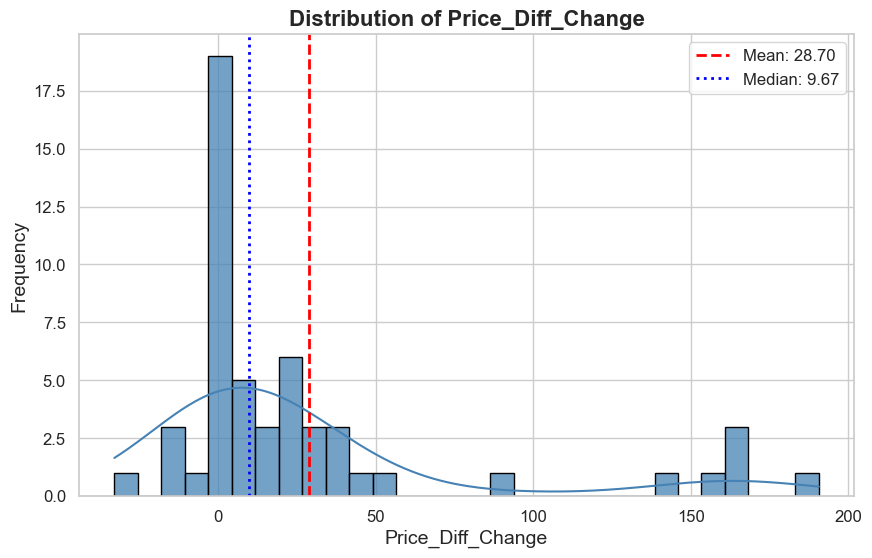 Distribution of Price_Diff_Change
Mean: 28.70
Median: 9.67
Frequency
17.5
15.0
12.5
10.0
7.5
5.0
2.5
0.0
0 50 100 150 200
Price_Diff_Change